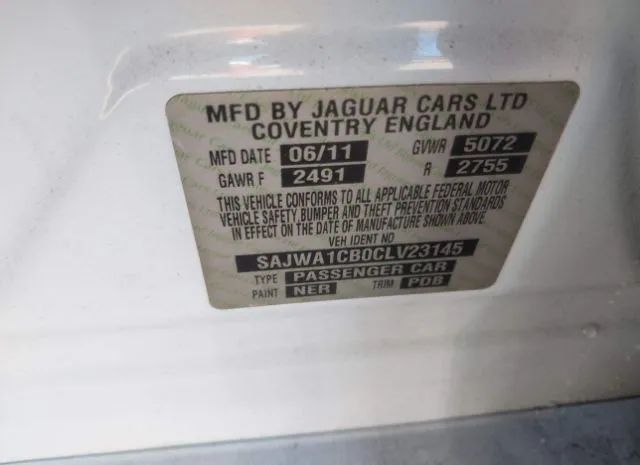 MFD BY JAGUAR CARS LTD
COVENTRY ENGLAND
MFD DATE 06/11 GVWR 5072
GAWR F 2491 R 2755
THIS VEHICLE CONFORMS TO ALL APPLICABLE FEDERAL MOTOR
VEHICLE SAFETY, BUMPER AND THEFT PREVENTION STANDARDS
IN EFFECT ON THE DATE OF MANUFACTURE SHOWN ABOVE.
VEH IDENT NO
SAJWA1CB0CLV23145
TYPE PASSENGER CAR
PAINT NER TRIM PDB